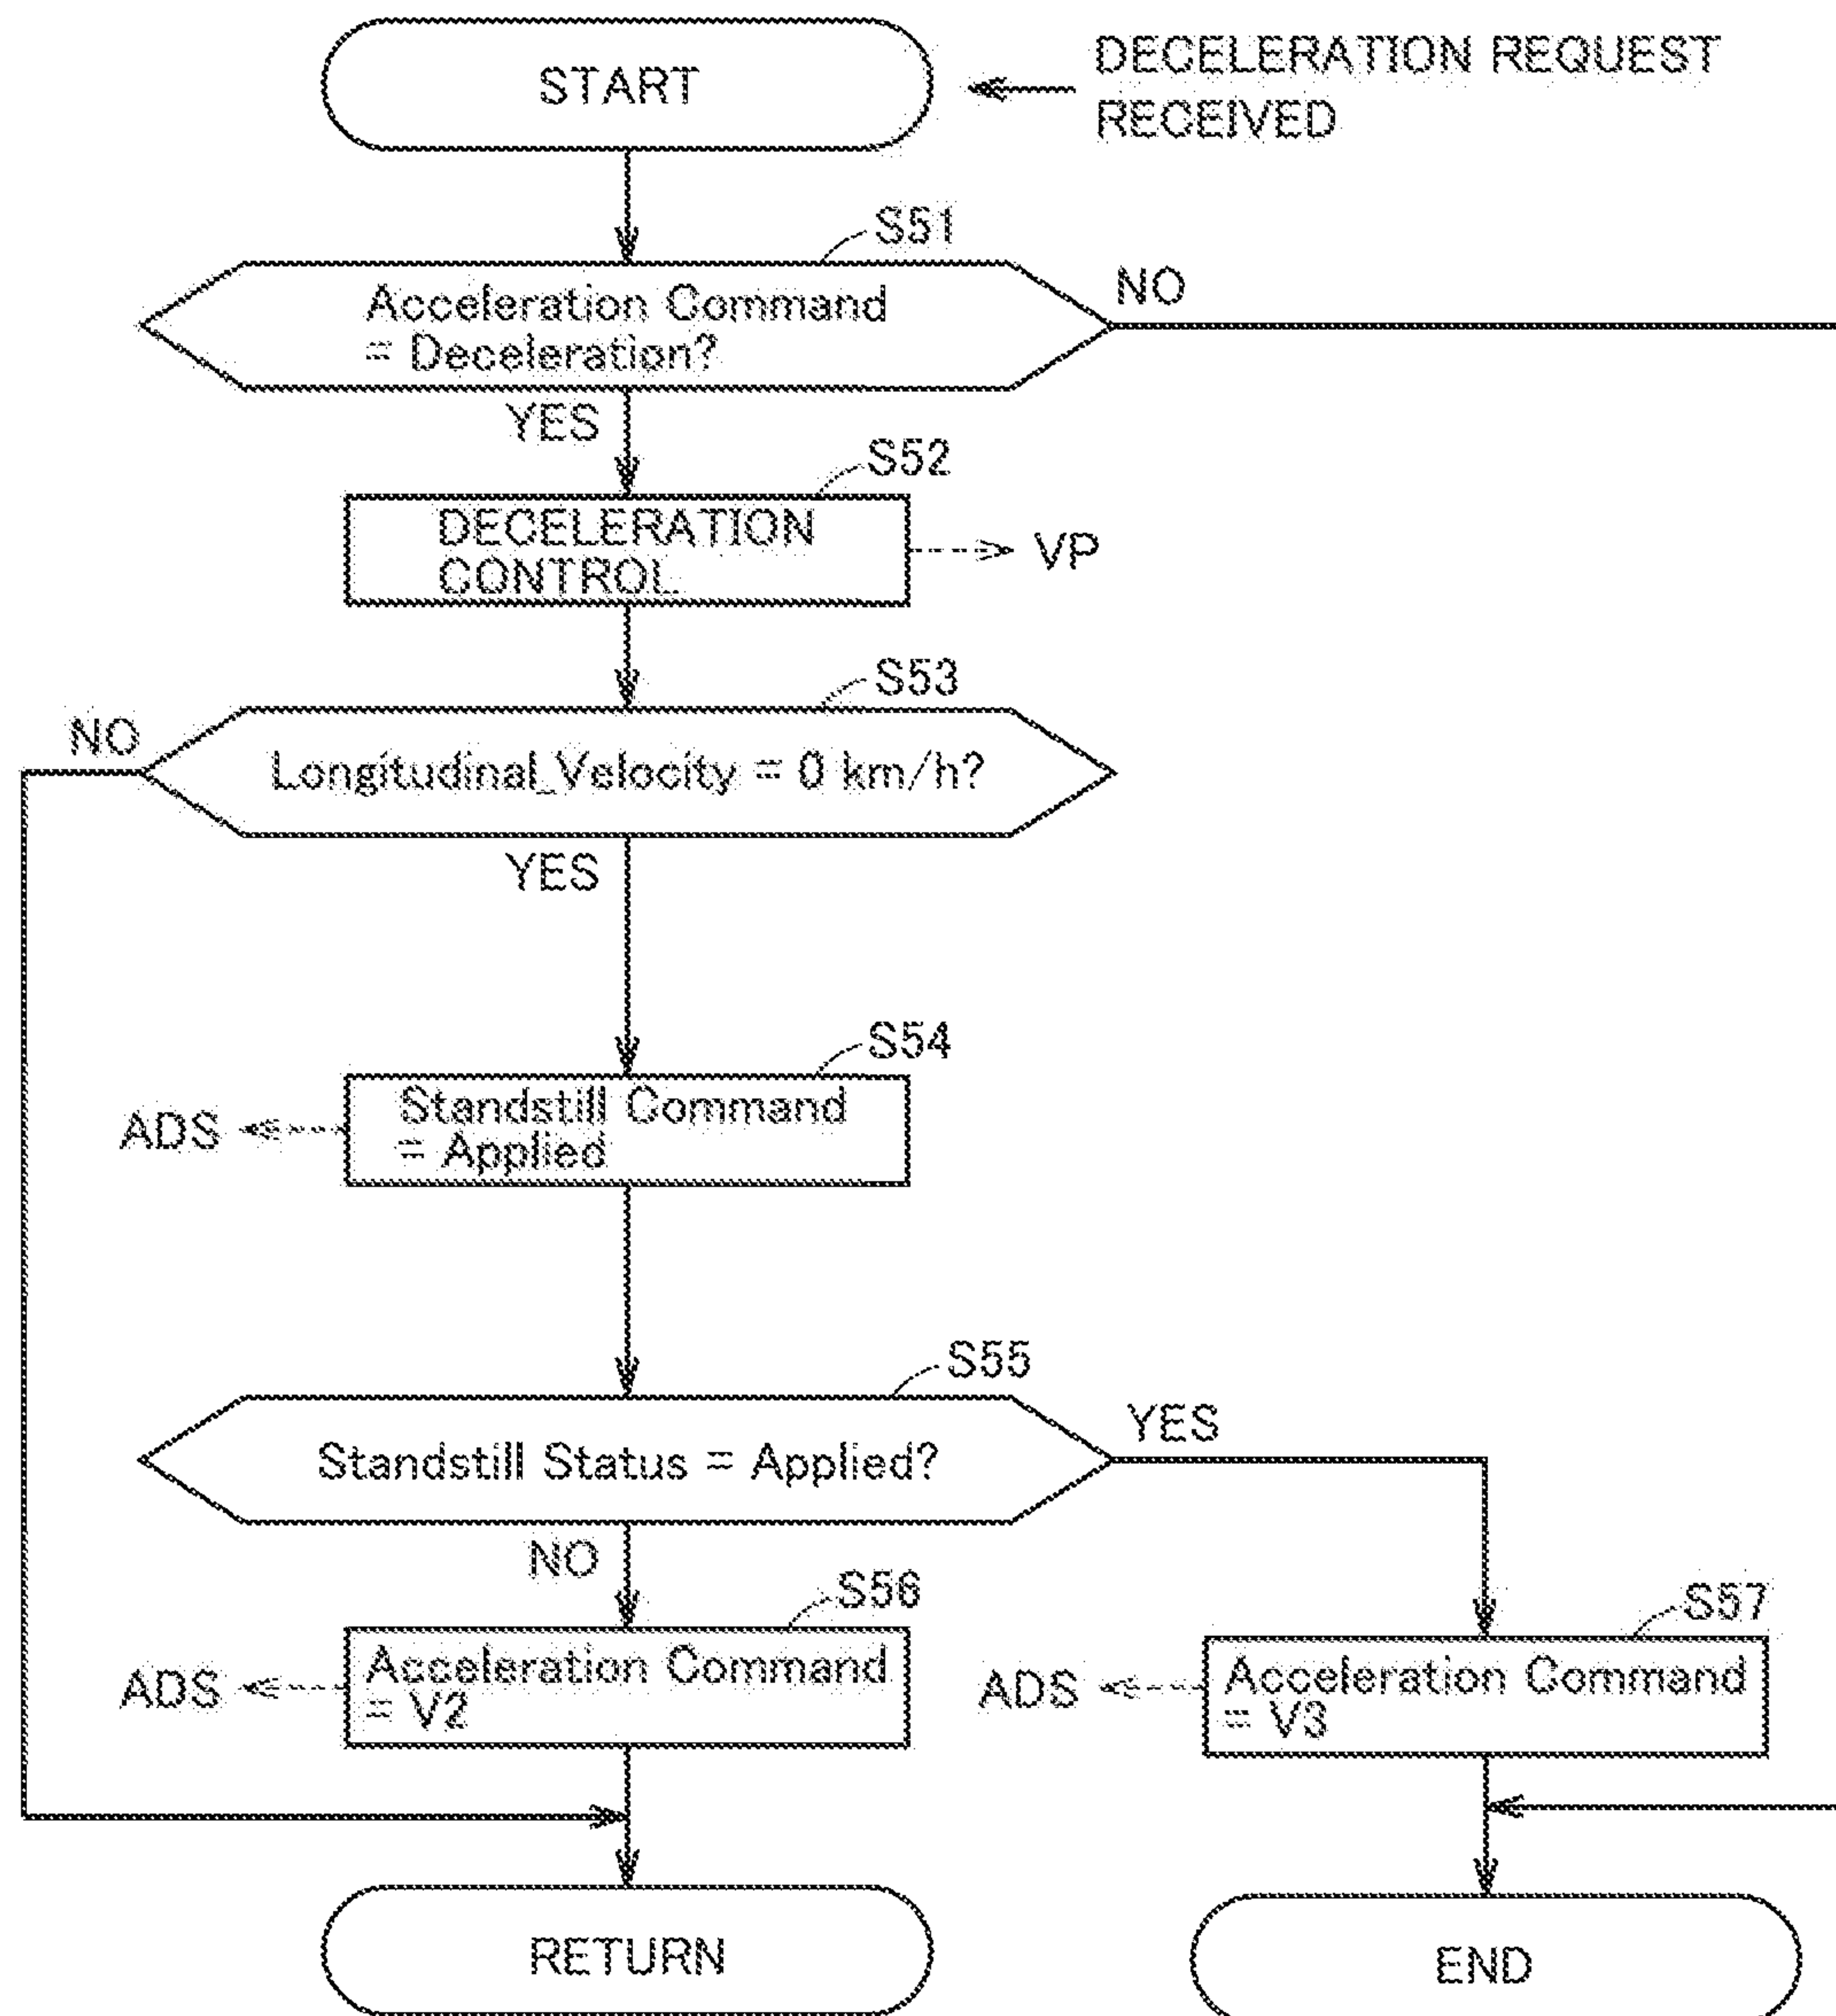 START
DECELERATION REQUEST
RECEIVED
S51
Acceleration Command
= Deceleration?
NO
YES
S52
DECELERATION
CONTROL
VP
S53
NO
Longitudinal_Velocity = 0 km/h?
YES
S54
ADS
Standstill Command
= Applied
S55
Standstill Status = Applied?
YES
NO
S56
ADS
Acceleration Command
= V2
S57
ADS
Acceleration Command
= V3
RETURN
END